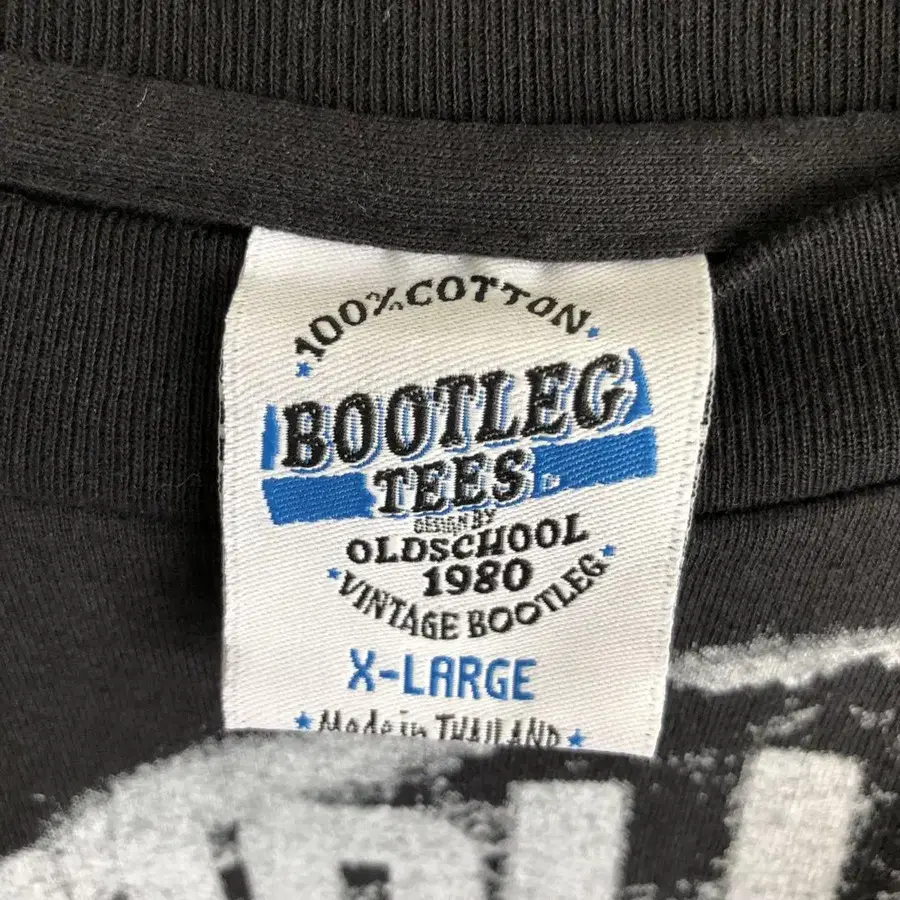 100% COTTON
BOOTLEG
TEES
DESIGN BY
OLDSCHOOL
1980
VINTAGE BOOTLEG
X-LARGE
Made in THAILAND